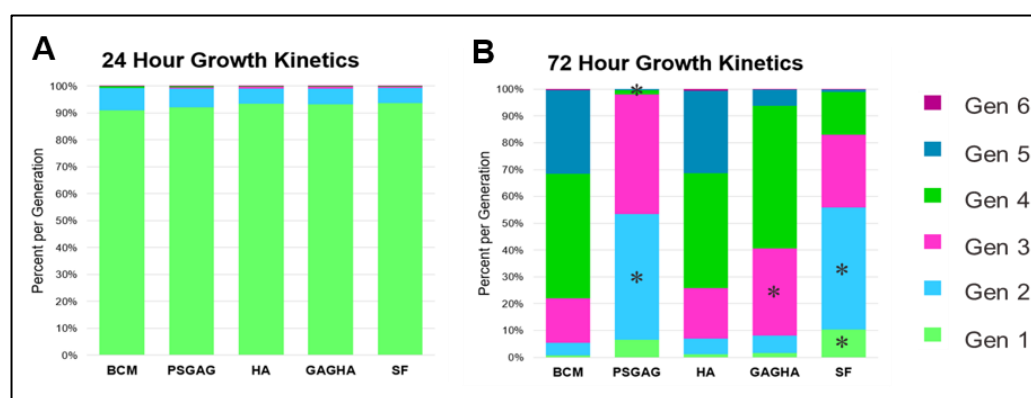 A
24 Hour Growth Kinetics
Percent per Generation
100%
90%
80%
70%
60%
50%
40%
30%
20%
10%
0%
BCM PSGAG HA GAGHA SF
B
72 Hour Growth Kinetics
Percent per Generation
100%
90%
80%
70%
60%
50%
40%
30%
20%
10%
0%
*
*
*
*
*
BCM PSGAG HA GAGHA SF
Gen 6
Gen 5
Gen 4
Gen 3
Gen 2
Gen 1